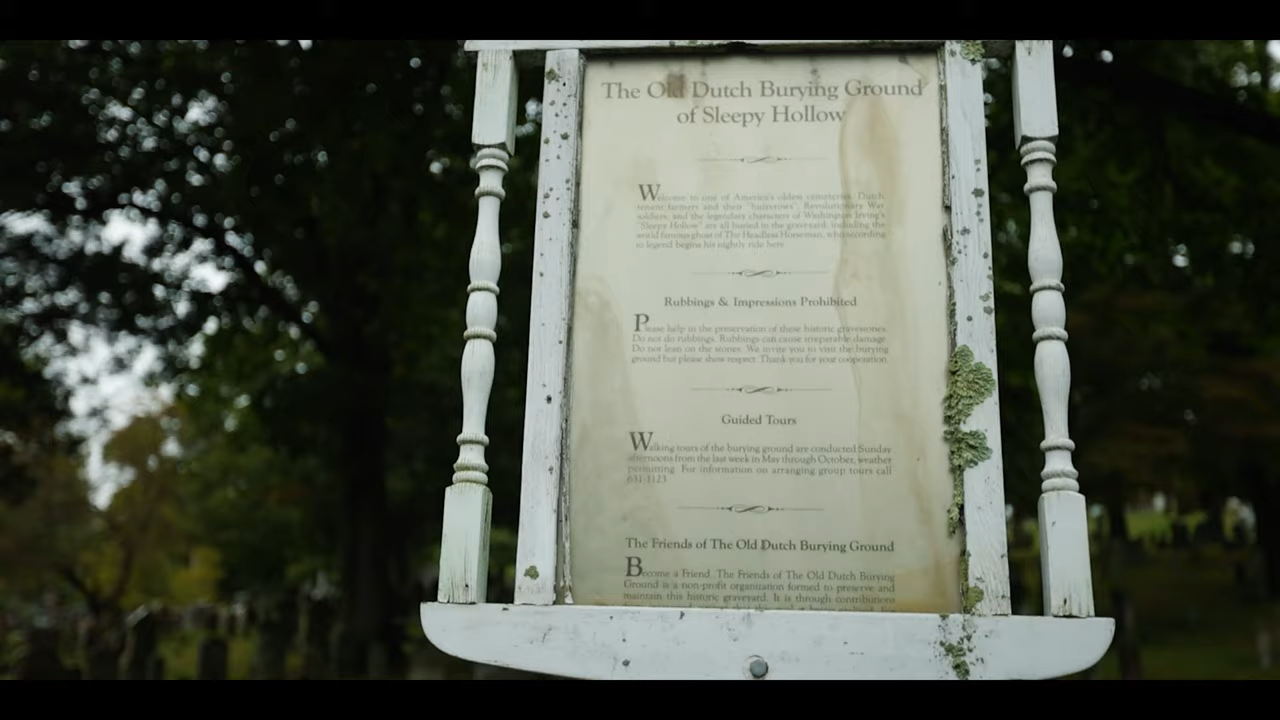 The Old Dutch Burying Ground
of Sleepy Hollow
Welcome to one of America's oldest cemeteries. Dutch
tenant farmers and their "huisvrows", Revolutionary War
soldiers, and the legendary characters of Washington Irving's
"Sleepy Hollow" are all buried in the graveyard, including the
world famous ghost of The Headless Horseman, who according
to legend begins his nightly ride here.
Rubbings & Impressions Prohibited
Please help in the preservation of these historic gravestones.
Do not do rubbings. Rubbings can cause irreperable damage.
Do not lean on the stones. We invite you to visit the burying
ground but please show respect. Thank you for your cooperation.
Guided Tours
Walking tours of the burying ground are conducted Sunday
afternoons from the last week in May through October, weather
permitting. For information on arranging group tours call
631-1123
The Friends of The Old Dutch Burying Ground
Become a Friend. The Friends of The Old Dutch Burying
Ground is a non-profit organization formed to preserve and
maintain this historic graveyard. It is through contributions